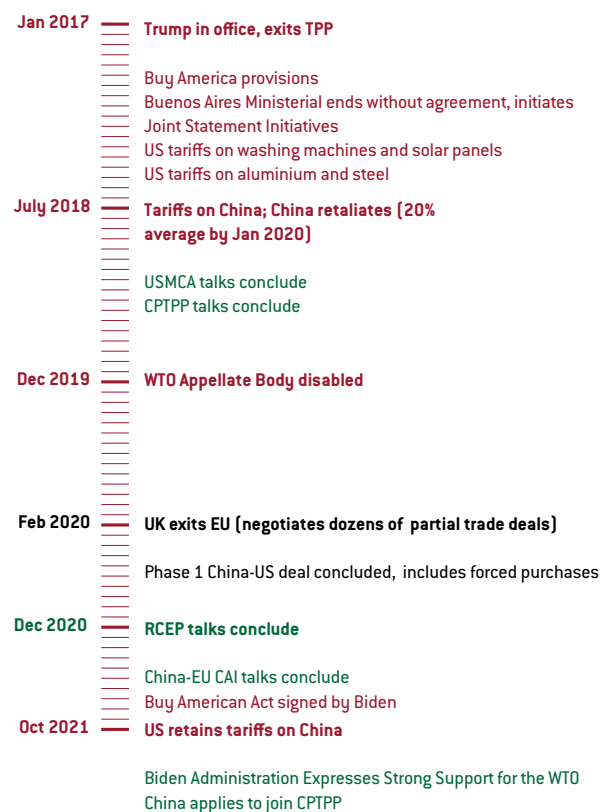 Jan 2017 Trump in office, exits TPP
Buy America provisions
Buenos Aires Ministerial ends without agreement, initiates
Joint Statement Initiatives
US tariffs on washing machines and solar panels
US tariffs on aluminium and steel
July 2018 Tariffs on China; China retaliates (20%
average by Jan 2020)
USMCA talks conclude
CPTPP talks conclude
Dec 2019 WTO Appellate Body disabled
Feb 2020 UK exits EU (negotiates dozens of partial trade deals)
Phase 1 China-US deal concluded, includes forced purchases
Dec 2020 RCEP talks conclude
China-EU CAI talks conclude
Buy American Act signed by Biden
Oct 2021 US retains tariffs on China
Biden Administration Expresses Strong Support for the WTO
China applies to join CPTPP